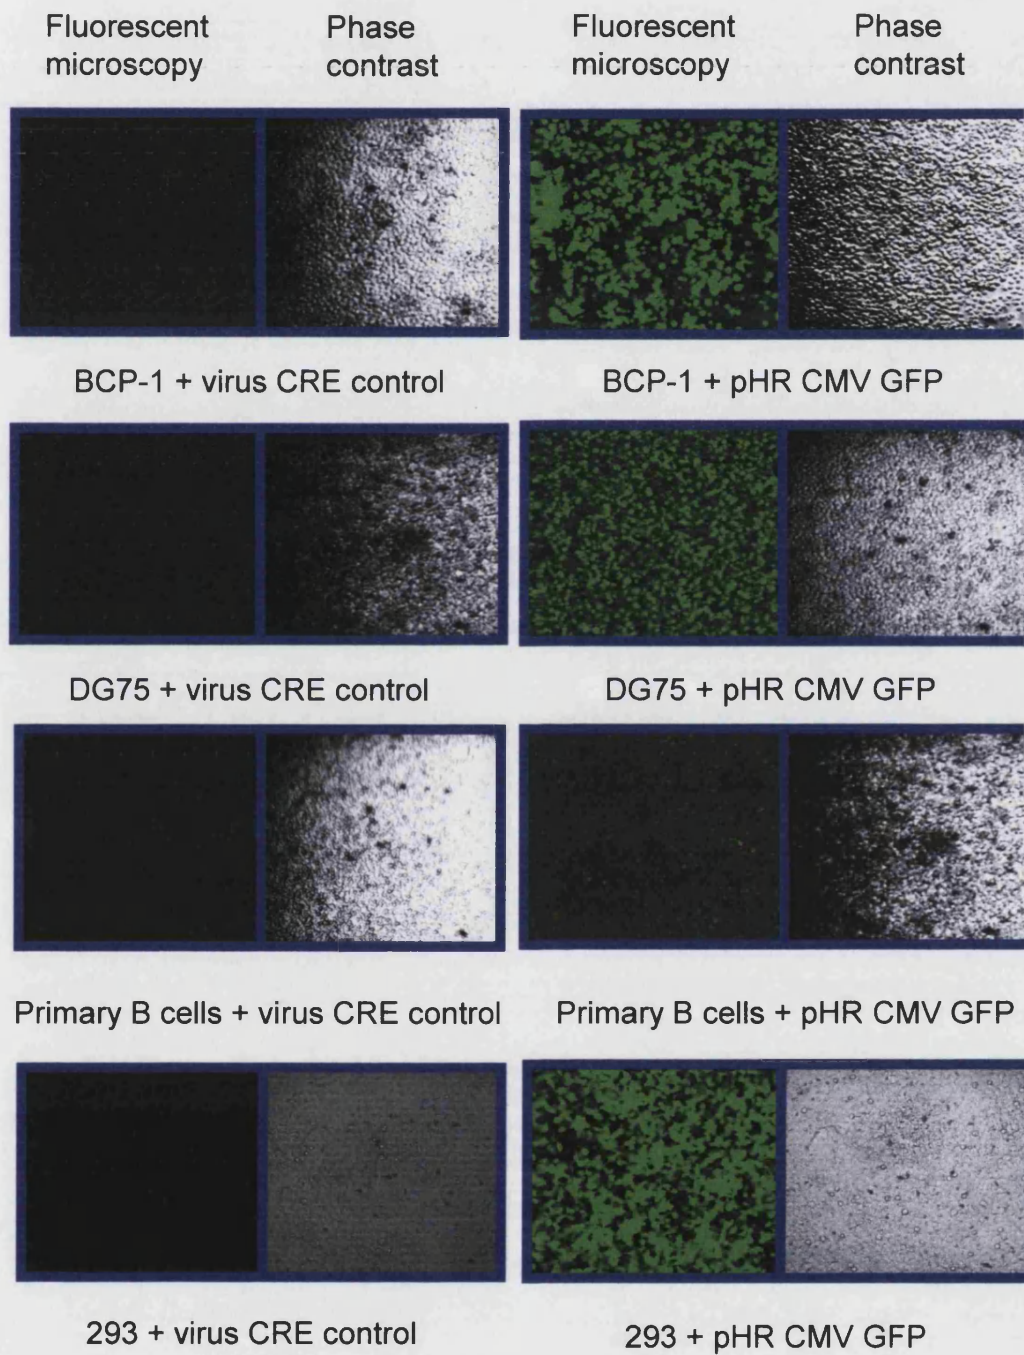 Fluorescent
microscopy
Phase
contrast
Fluorescent
microscopy
Phase
contrast
BCP-1 + virus CRE control
BCP-1 + pHR CMV GFP
DG75 + virus CRE control
DG75 + pHR CMV GFP
Primary B cells + virus CRE control
Primary B cells + pHR CMV GFP
293 + virus CRE control
293 + pHR CMV GFP